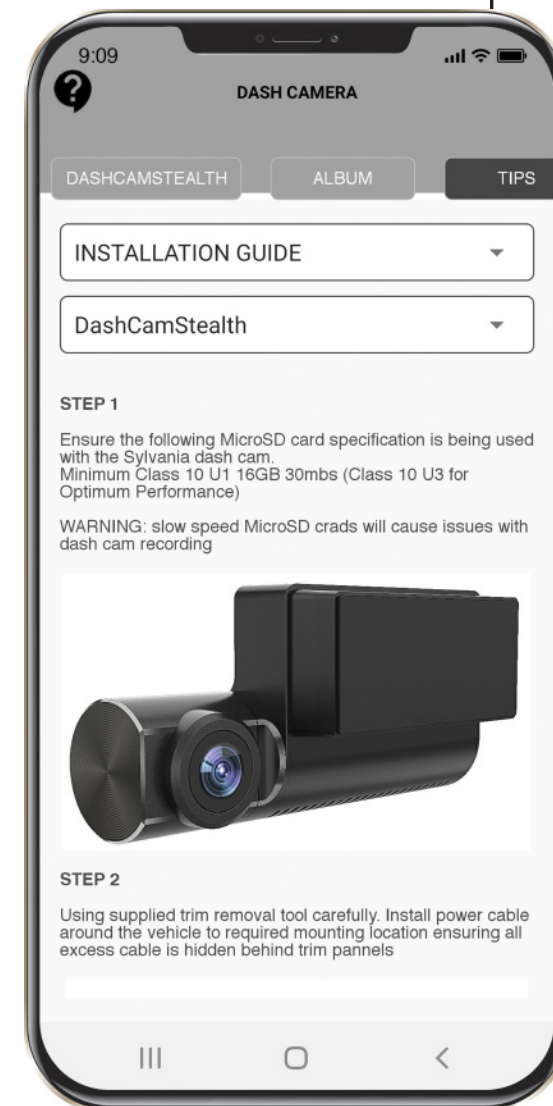 9:09
DASH CAMERA
DASHCAMSTEALTH
ALBUM
TIPS
INSTALLATION GUIDE
DashCamStealth
STEP 1
Ensure the following MicroSD card specification is being used
with the Sylvania dash cam.
Minimum Class 10 U1 16GB 30mbs (Class 10 U3 for
Optimum Performance)
WARNING: slow speed MicroSD crads will cause issues with
dash cam recording
STEP 2
Using supplied trim removal tool carefully. Install power cable
around the vehicle to required mounting location ensuring all
excess cable is hidden behind trim pannels